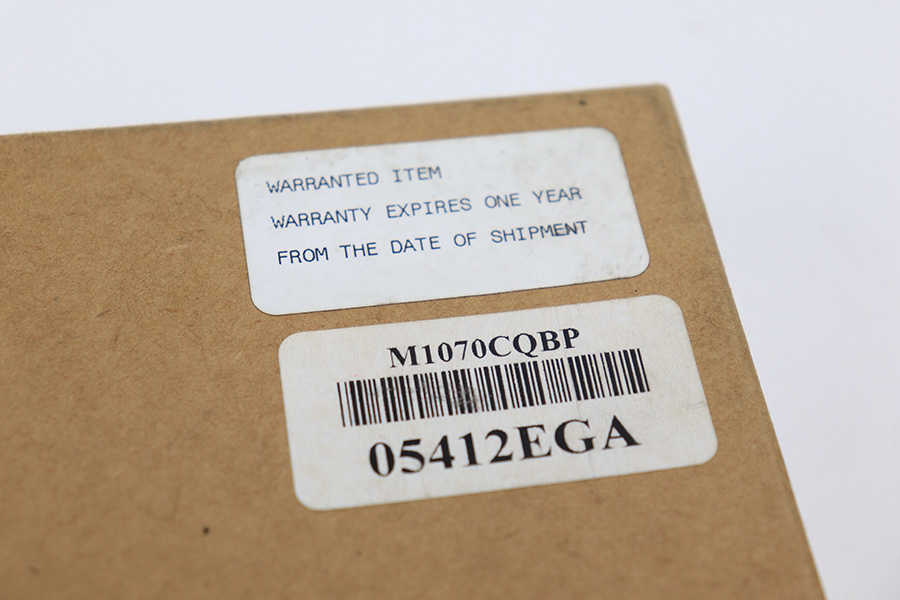 WARRANTED ITEM
WARRANTY EXPIRES ONE YEAR
FROM THE DATE OF SHIPMENT
M1070CQBP
05412EGA